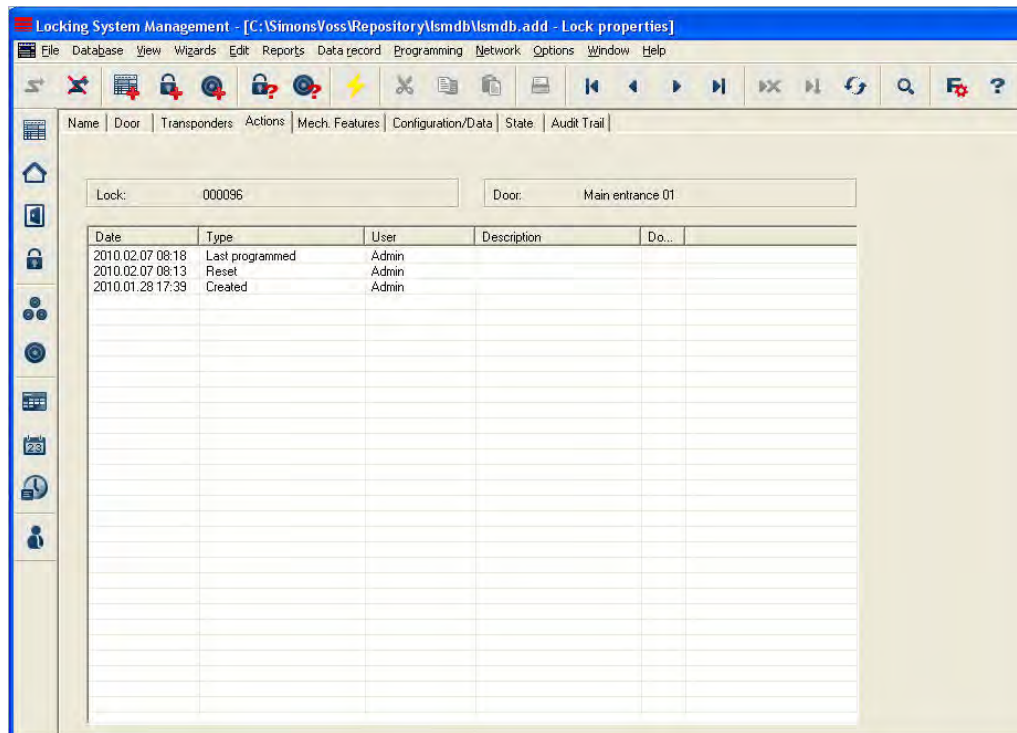 Locking System Management - [C:\SimonsVoss\Repository\lsmdb\lsmdb.add - Lock properties]
File Database View Wizards Edit Reports Data record Programming Network Options Window Help
Name Door Transponders Actions Mech. Features Configuration/Data State Audit Trail
Lock: 000096 Door: Main entrance 01
Date Type User Description Do...
2010.02.07 08:18 Last programmed Admin
2010.02.07 08:13 Reset Admin
2010.01.28 17:39 Created Admin
23